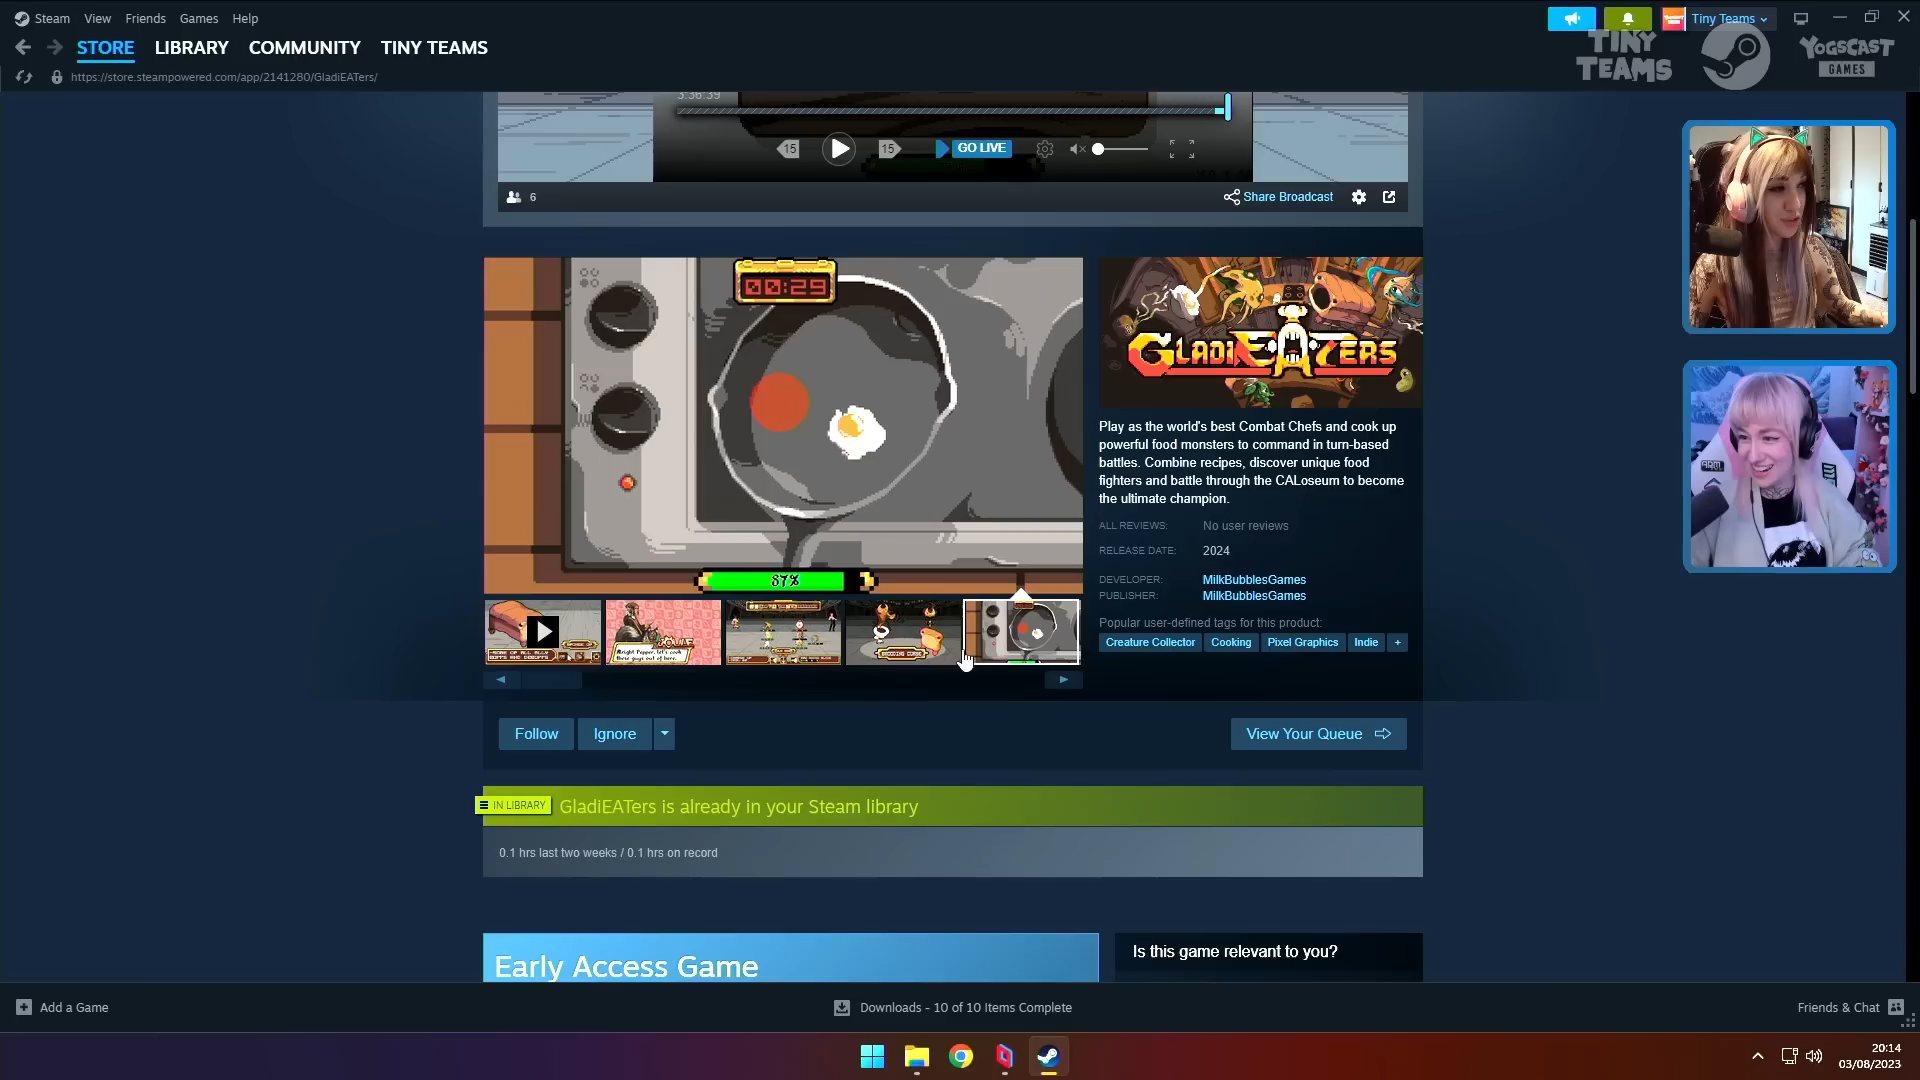 Steam View Friends Games Help
Tiny Teams
STORE LIBRARY COMMUNITY TINY TEAMS
TINY TEAMS
YOGSCAST GAMES
https://store.steampowered.com/app/2141280/GladiEATers/
3:36:39
15 15 GO LIVE
6 Share Broadcast
00:29
GLADIEATERS
Play as the world's best Combat Chefs and cook up
powerful food monsters to command in turn-based
battles. Combine recipes, discover unique food
fighters and battle through the CALoseum to become
the ultimate champion.
ALL REVIEWS: No user reviews
RELEASE DATE: 2024
DEVELOPER: MilkBubblesGames
PUBLISHER: MilkBubblesGames
Popular user-defined tags for this product:
Creature Collector Cooking Pixel Graphics Indie +
87%
Follow Ignore View Your Queue
IN LIBRARY GladiEATers is already in your Steam library
0.1 hrs last two weeks / 0.1 hrs on record
Early Access Game
Is this game relevant to you?
Add a Game
Downloads - 10 of 10 Items Complete
Friends & Chat
20:14
03/08/2023